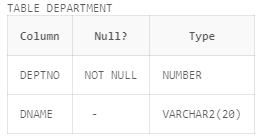 TABLE DEPARTMENT
Column Null? Type
DEPTNO NOT NULL NUMBER
DNAME - VARCHAR2(20)